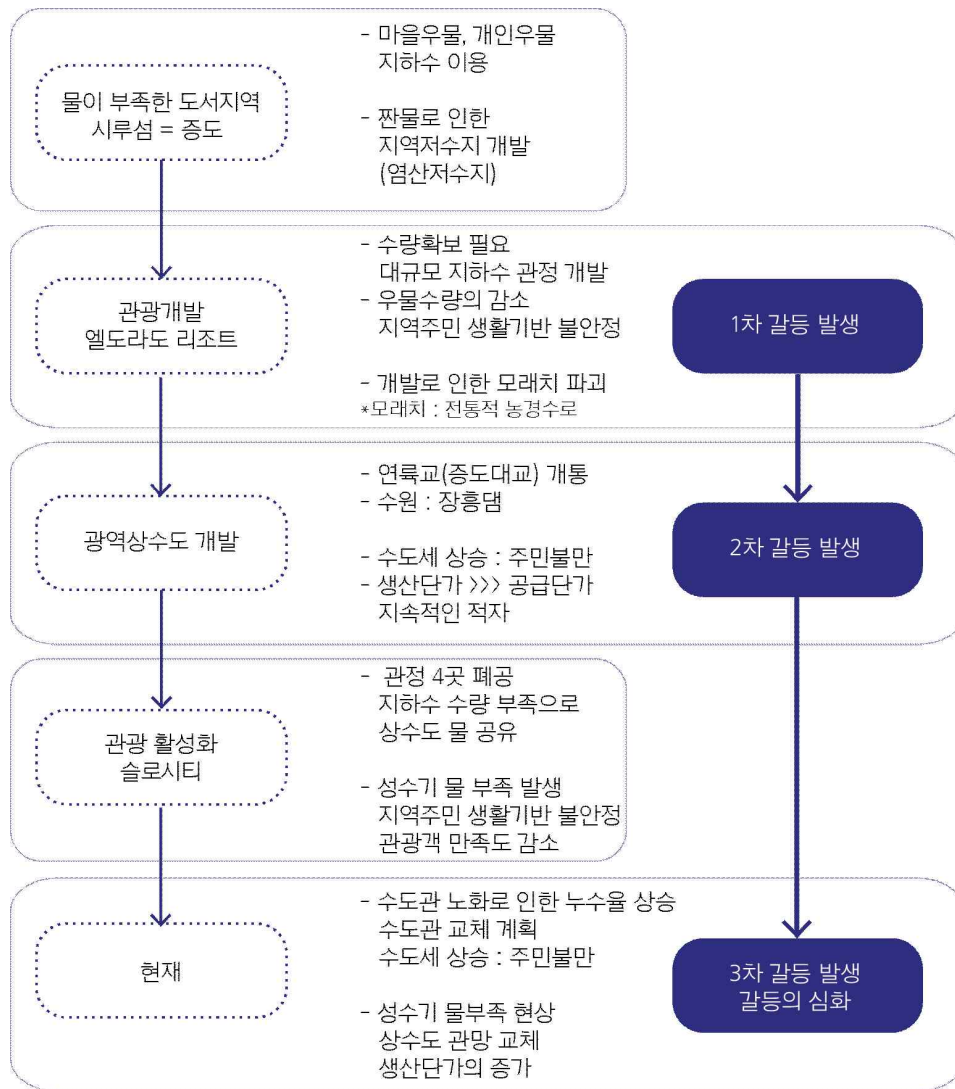 물이 부족한 도서지역
시루섬 = 증도
- 마을우물, 개인우물
지하수 이용
- 짠물로 인한
지역저수지 개발
(염산저수지)
관광개발
엘도라도 리조트
- 수량확보 필요
대규모 지하수 관정 개발
- 우물수량의 감소
지역주민 생활기반 불안정
- 개발로 인한 모래치 파괴
*모래치 : 전통적 농경수로
1차 갈등 발생
광역상수도 개발
- 연륙교(증도대교) 개통
- 수원 : 장흥댐
- 수도세 상승 : 주민불만
- 생산단가 >>> 공급단가
지속적인 적자
2차 갈등 발생
관광 활성화
슬로시티
- 관정 4곳 폐공
지하수 수량 부족으로
상수도 물 공유
- 성수기 물 부족 발생
지역주민 생활기반 불안정
관광객 만족도 감소
현재
- 수도관 노화로 인한 누수율 상승
수도관 교체 계획
수도세 상승 : 주민불만
- 성수기 물부족 현상
상수도 관망 교체
생산단가의 증가
3차 갈등 발생
갈등의 심화